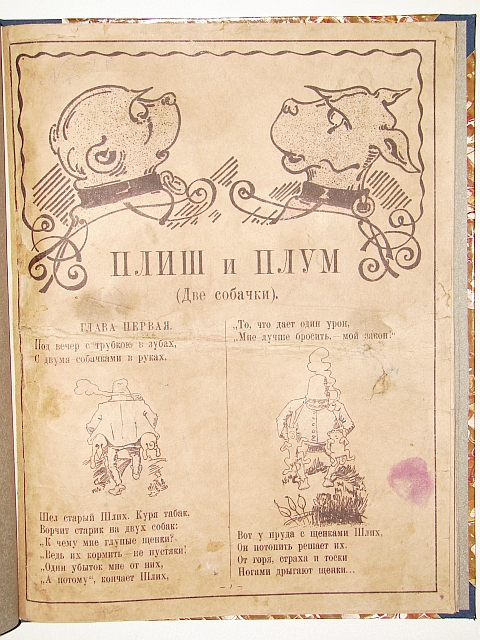 ПЛИШ и ПЛУМ
(Две собачки).
ГЛАВА ПЕРВАЯ.
Под вечер с трубкою в зубах,
С двумя собачками в руках,
Шел старый Шлих. Куря табак,
Ворчит старик на двух собак:
„К чему мне глупые щенки?
„Ведь их кормить — не пустяки!
„Один убыток мне от них,
„А потому“, кончает Шлих,
„То, что дает один урон,
„Мне лучше бросить, — мой закон!“
Вот у пруда с щенками Шлих,
Он потопить решает их.
От горя, страха и тоски
Ногами дрыгают щенки...